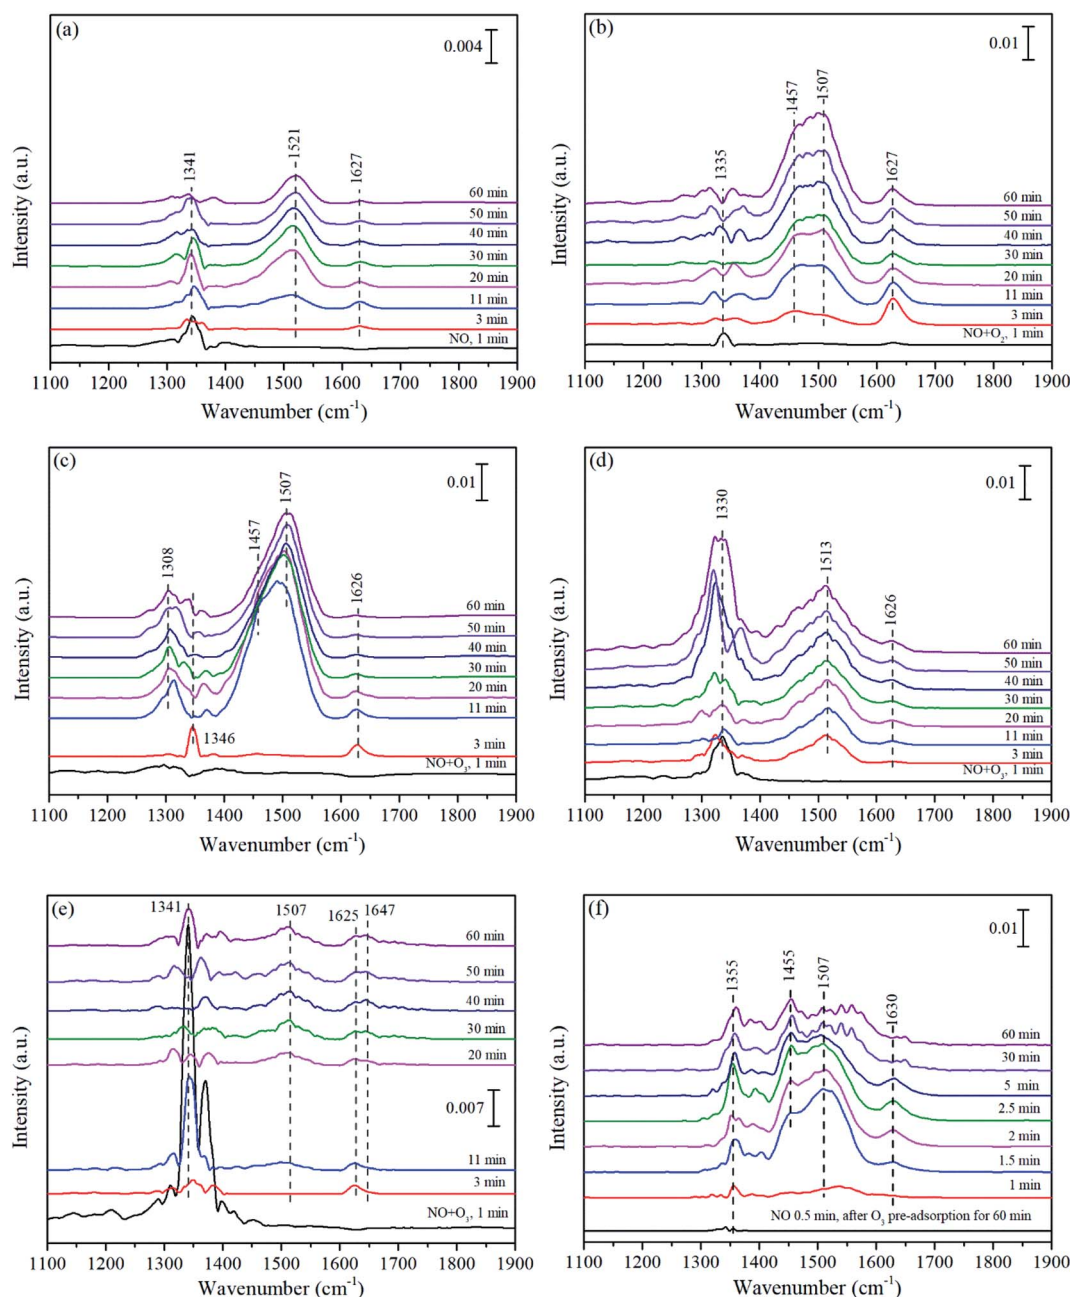 (a)
0.004
1341
1521
1627
60 min
50 min
40 min
30 min
20 min
11 min
3 min
NO, 1 min
Intensity (a.u.)
1100 1200 1300 1400 1500 1600 1700 1800 1900
Wavenumber (cm⁻¹)
(b)
0.01
1335
1457
1507
1627
60 min
50 min
40 min
30 min
20 min
11 min
3 min
NO+O₂, 1 min
Intensity (a.u.)
1100 1200 1300 1400 1500 1600 1700 1800 1900
Wavenumber (cm⁻¹)
(c)
0.01
1308
1457
1507
1626
1346
60 min
50 min
40 min
30 min
20 min
11 min
3 min
NO+O₃, 1 min
Intensity (a.u.)
1100 1200 1300 1400 1500 1600 1700 1800 1900
Wavenumber (cm⁻¹)
(d)
0.01
1330
1513
1626
60 min
50 min
40 min
30 min
20 min
11 min
3 min
NO+O₃, 1 min
Intensity (a.u.)
1100 1200 1300 1400 1500 1600 1700 1800 1900
Wavenumber (cm⁻¹)
(e)
1341
1507
1625 1647
60 min
50 min
40 min
30 min
20 min
0.007
11 min
3 min
NO+O₃, 1 min
Intensity (a.u.)
1100 1200 1300 1400 1500 1600 1700 1800 1900
Wavenumber (cm⁻¹)
(f)
0.01
1355
1455
1507
1630
60 min
30 min
5 min
2.5 min
2 min
1.5 min
1 min
NO 0.5 min, after O₃ pre-adsorption for 60 min
Intensity (a.u.)
1100 1200 1300 1400 1500 1600 1700 1800 1900
Wavenumber (cm⁻¹)